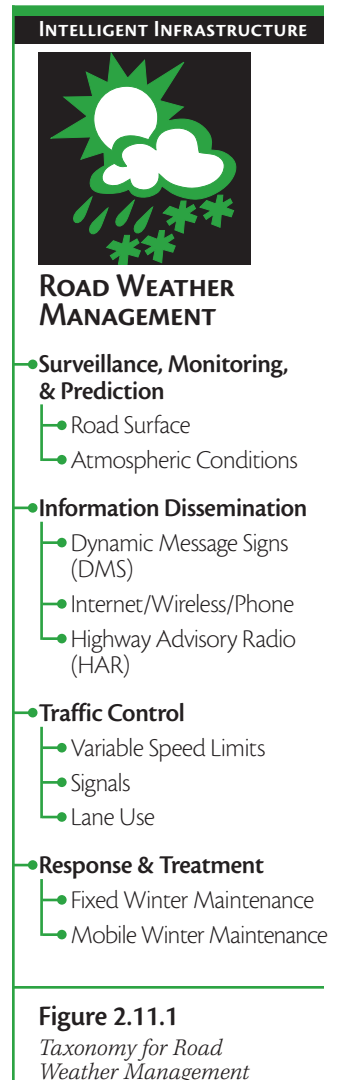 INTELLIGENT INFRASTRUCTURE
ROAD WEATHER
MANAGEMENT
Surveillance, Monitoring,
& Prediction
Road Surface
Atmospheric Conditions
Information Dissemination
Dynamic Message Signs
(DMS)
Internet/Wireless/Phone
Highway Advisory Radio
(HAR)
Traffic Control
Variable Speed Limits
Signals
Lane Use
Response & Treatment
Fixed Winter Maintenance
Mobile Winter Maintenance
Figure 2.11.1
Taxonomy for Road
Weather Management